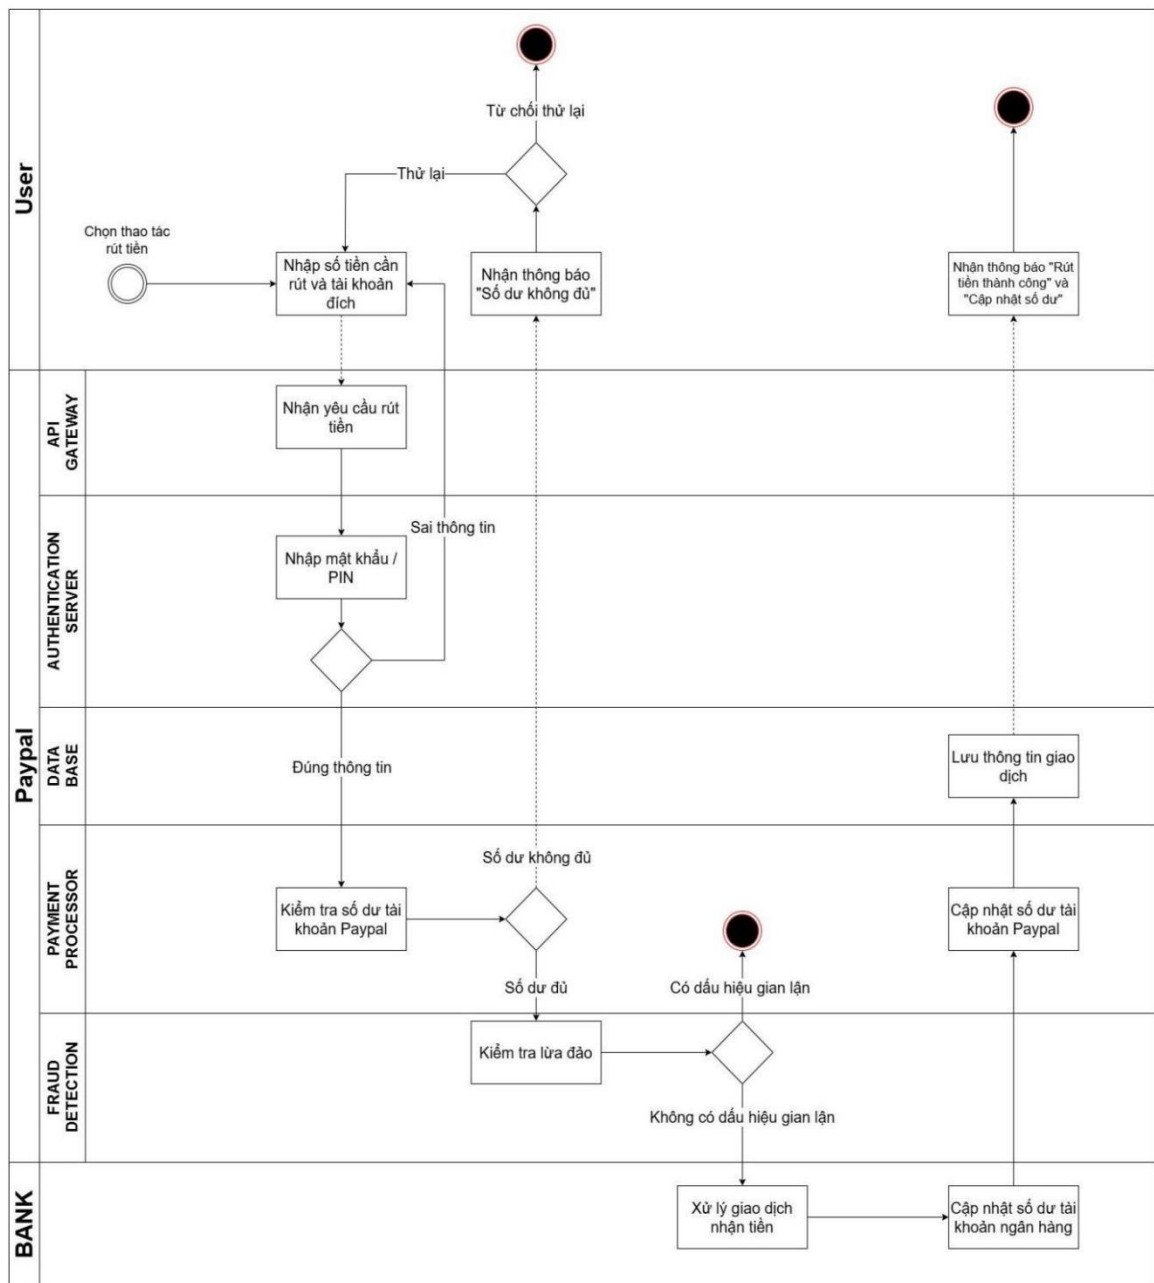 User
Từ chối thử lại
Thử lại
Chọn thao tác
rút tiền
Nhập số tiền cần
rút và tài khoản
đích
Nhận thông báo
"Số dư không đủ"
Nhận thông báo "Rút
tiền thành công" và
"Cập nhật số dư"
Paypal
API
GATEWAY
Nhận yêu cầu rút
tiền
AUTHENTICATION
SERVER
Sai thông tin
Nhập mật khẩu /
PIN
DATA
BASE
Đúng thông tin
Lưu thông tin giao
dịch
PAYMENT
PROCESSOR
Số dư không đủ
Kiểm tra số dư tài
khoản Paypal
Cập nhật số dư tài
khoản Paypal
Số dư đủ
Có dấu hiệu gian lận
FRAUD
DETECTION
Kiểm tra lừa đảo
Không có dấu hiệu gian lận
BANK
Xử lý giao dịch
nhận tiền
Cập nhật số dư tài
khoản ngân hàng